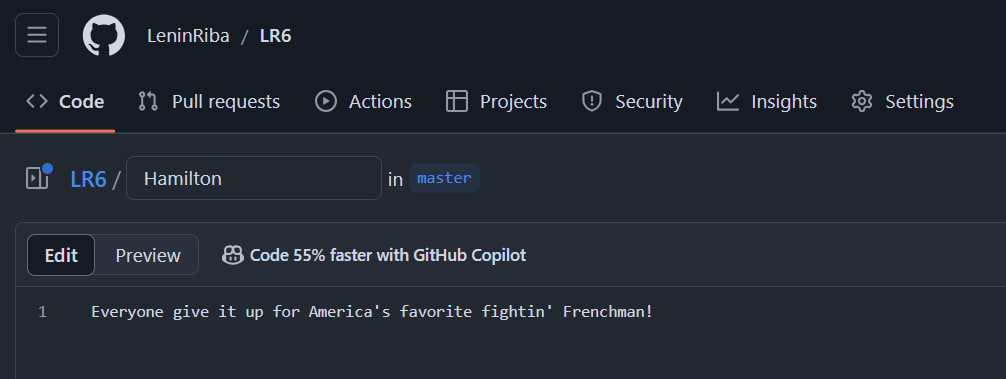 LeninRiba / LR6
Code Pull requests Actions Projects Security Insights Settings
LR6 / Hamilton in master
Edit Preview Code 55% faster with GitHub Copilot
1 Everyone give it up for America's favorite fightin' Frenchman!